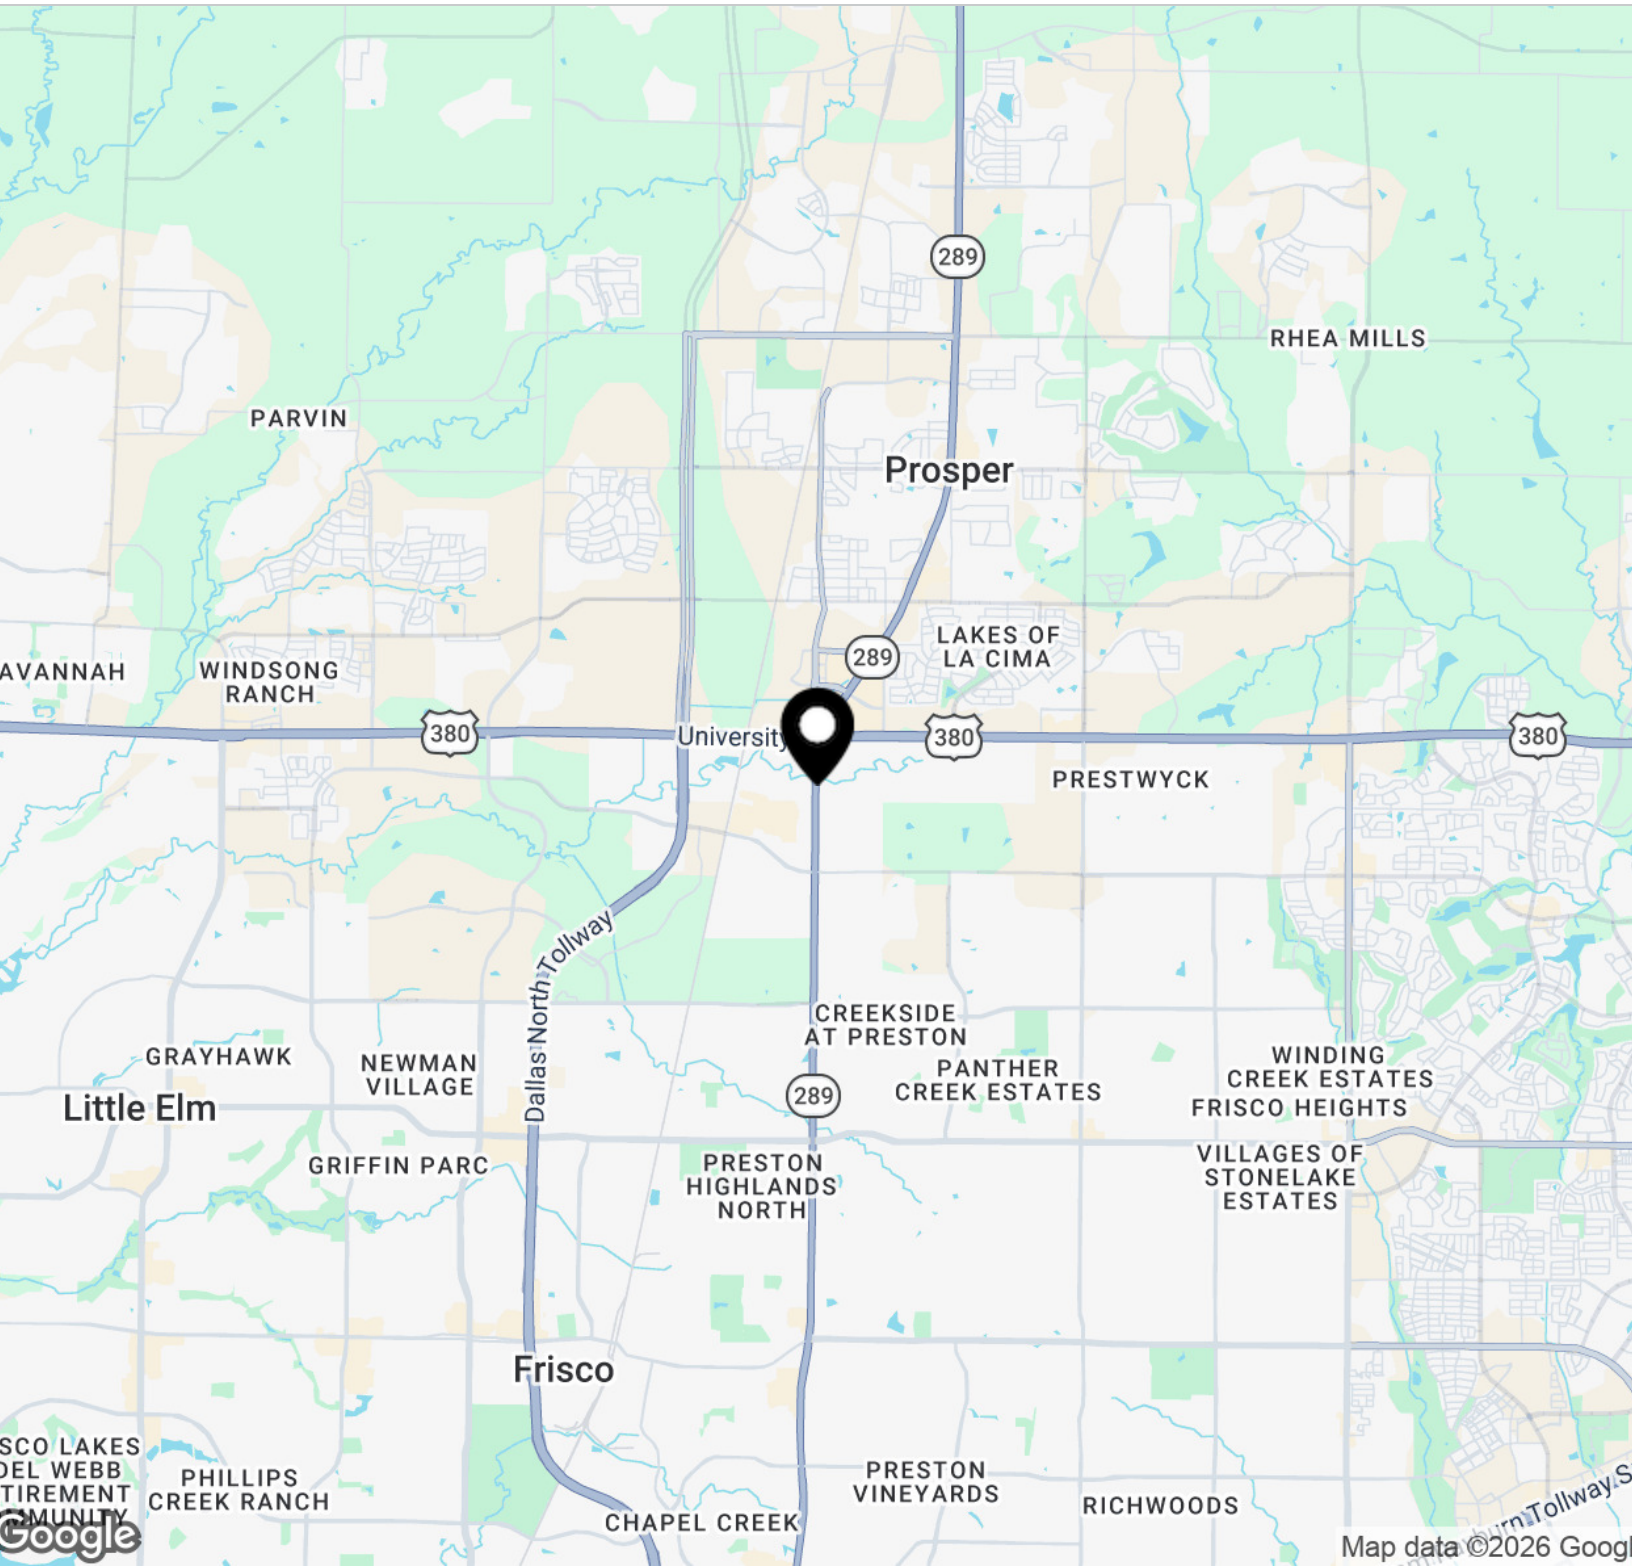 289
RHEA MILLS
PARVIN
Prosper
LAKES OF
LA CIMA
289
AVANNAH
WINDSONG
RANCH
380
University
380
380
PRESTWYCK
Dallas North Tollway
CREEKSIDE
AT PRESTON
GRAYHAWK
NEWMAN
VILLAGE
PANTHER
CREEK ESTATES
WINDING
CREEK ESTATES
FRISCO HEIGHTS
289
Little Elm
GRIFFIN PARC
PRESTON
HIGHLANDS
NORTH
VILLAGES OF
STONELAKE
ESTATES
Frisco
SCO LAKES
DEL WEBB
TIREMENT
MMUNITY
PHILLIPS
CREEK RANCH
PRESTON
VINEYARDS
RICHWOODS
CHAPEL CREEK
Tollway
Google
Map data ©2026 Googl